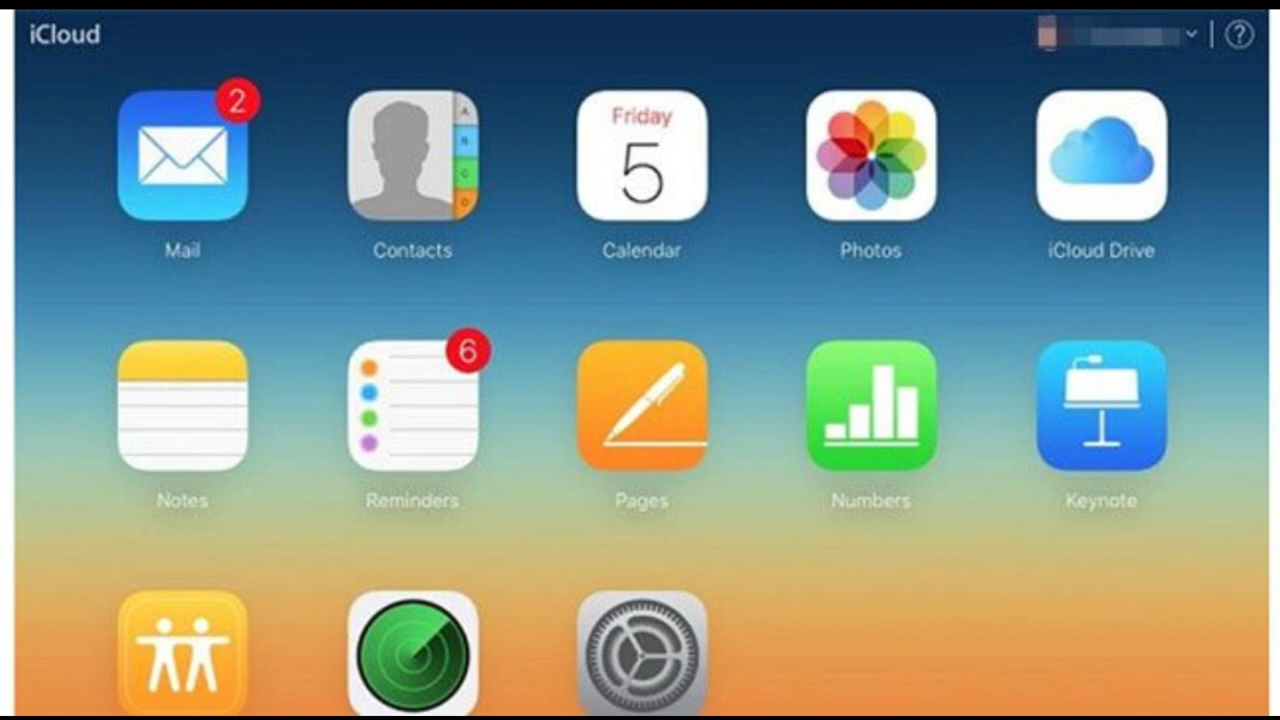 iCloud
?
2
Friday
5
A
B
C
D
Mail Contacts Calendar Photos iCloud Drive
6
Notes Reminders Pages Numbers Keynote